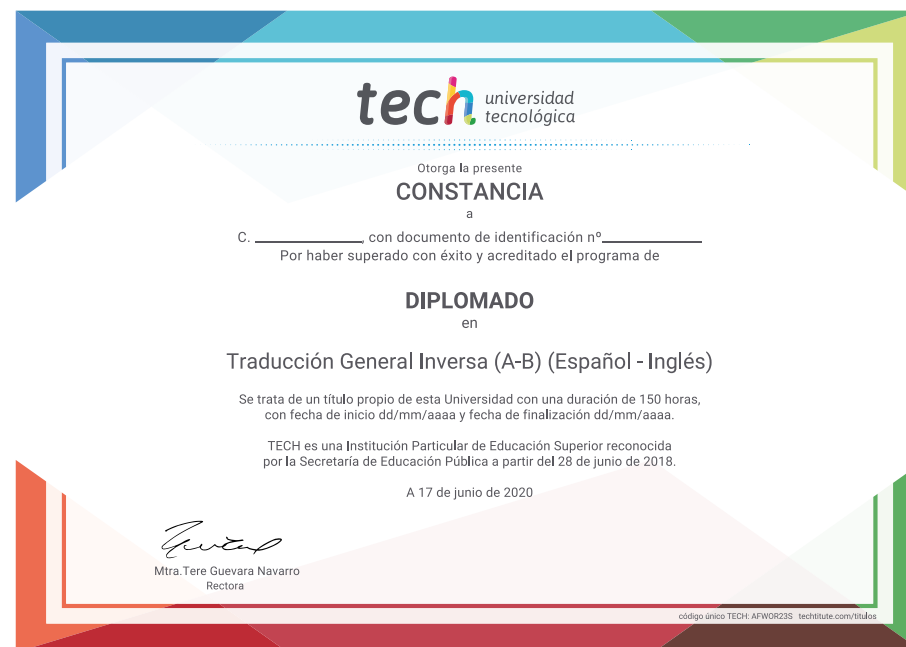 tech universidad
tecnológica
Otorga la presente
CONSTANCIA
a
C. ____________, con documento de identificación nº____________
Por haber superado con éxito y acreditado el programa de
DIPLOMADO
en
Traducción General Inversa (A-B) (Español - Inglés)
Se trata de un título propio de esta Universidad con una duración de 150 horas,
con fecha de inicio dd/mm/aaaa y fecha de finalización dd/mm/aaaa.
TECH es una Institución Particular de Educación Superior reconocida
por la Secretaría de Educación Pública a partir del 28 de junio de 2018.
A 17 de junio de 2020
Mtra.Tere Guevara Navarro
Rectora
código único TECH: AFWOR23S techtitute.com/titulos